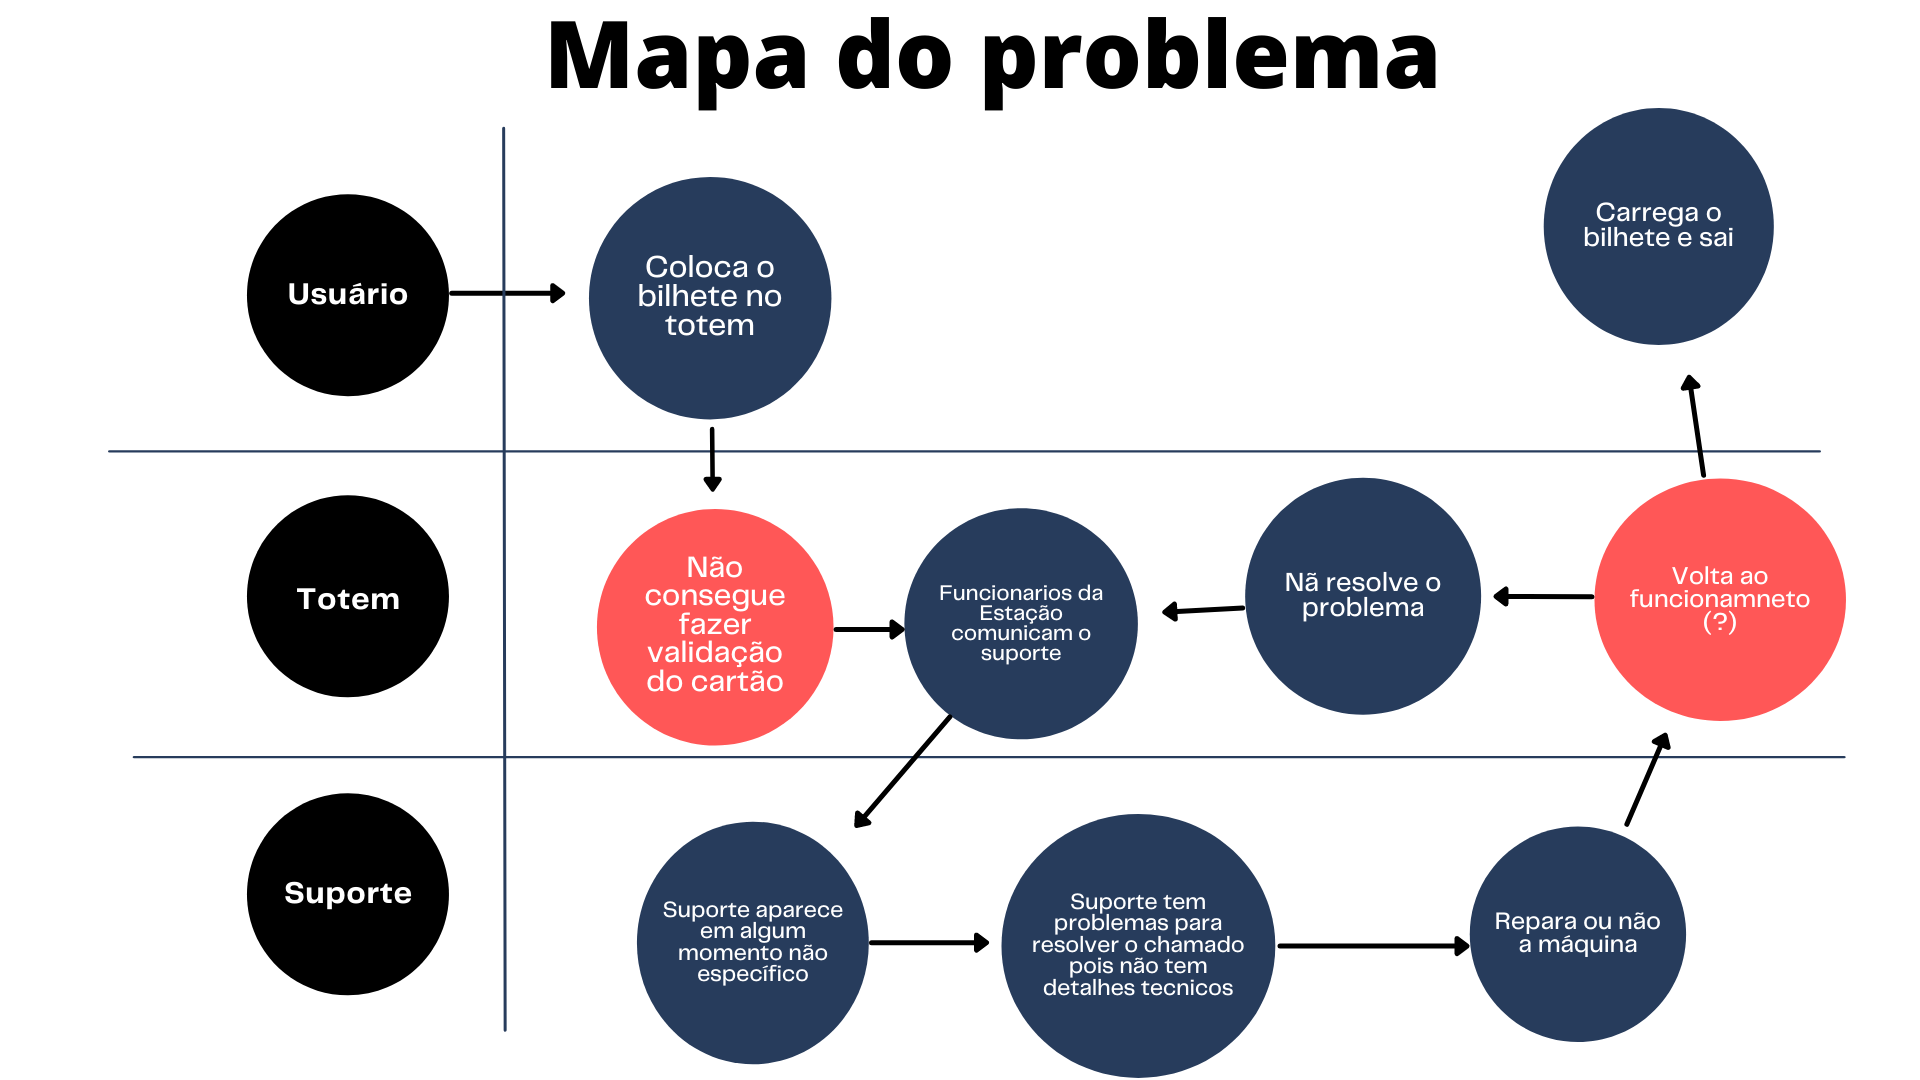 Mapa do problema
Usuário
Coloca o
bilhete no
totem
Carrega o
bilhete e sai
Totem
Não
consegue
fazer
validação
do cartão
Funcionarios da
Estação
comunicam o
suporte
Nã resolve o
problema
Volta ao
funcionamneto
(?)
Suporte
Suporte aparece
em algum
momento não
específico
Suporte tem
problemas para
resolver o chamado
pois não tem
detalhes tecnicos
Repara ou não
a máquina